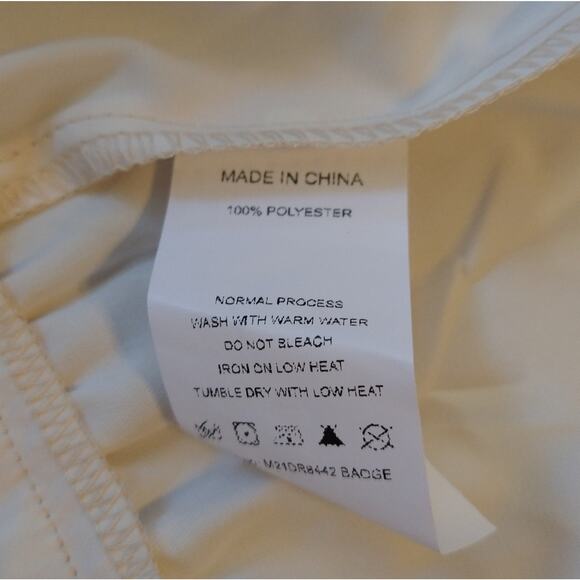 MADE IN CHINA
100% POLYESTER
NORMAL PROCESS
WASH WITH WARM WATER
DO NOT BLEACH
IRON ON LOW HEAT
TUMBLE DRY WITH LOW HEAT
M21DR8442 BAOGE